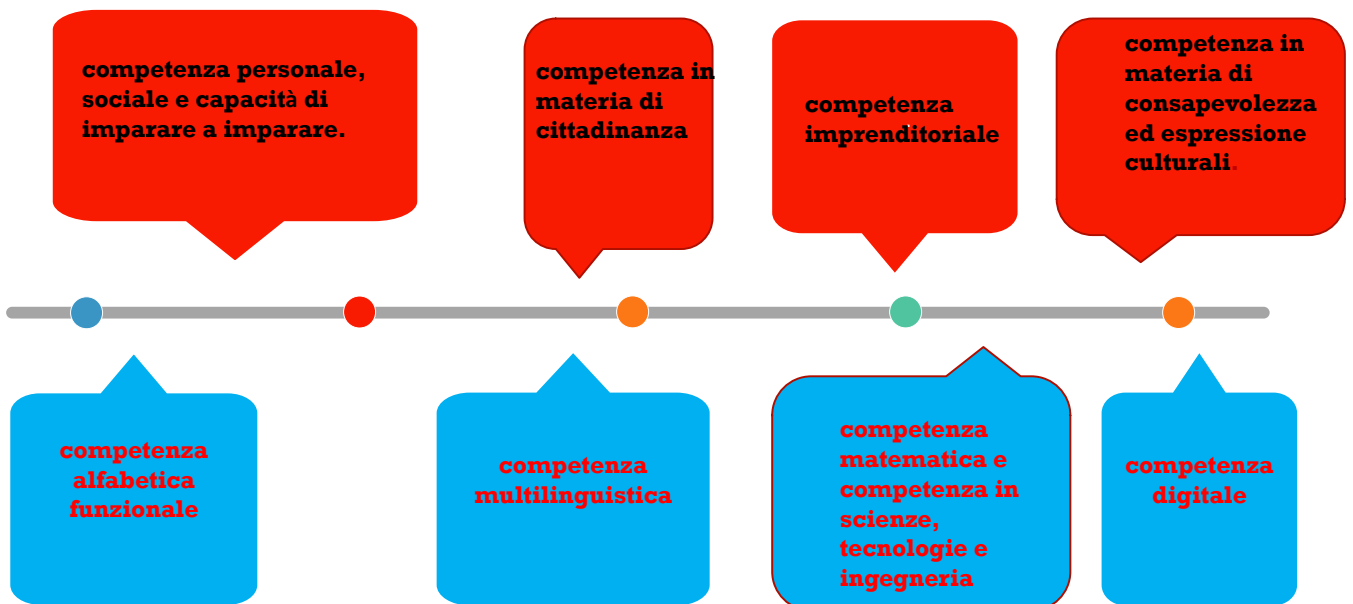 competenza personale,
sociale e capacità di
imparare a imparare.
competenza in
materia di
cittadinanza
competenza
imprenditoriale
competenza in
materia di
consapevolezza
ed espressione
culturali.
competenza
alfabetica
funzionale
competenza
multilinguistica
competenza
matematica e
competenza in
scienze,
tecnologie e
ingegneria
competenza
digitale